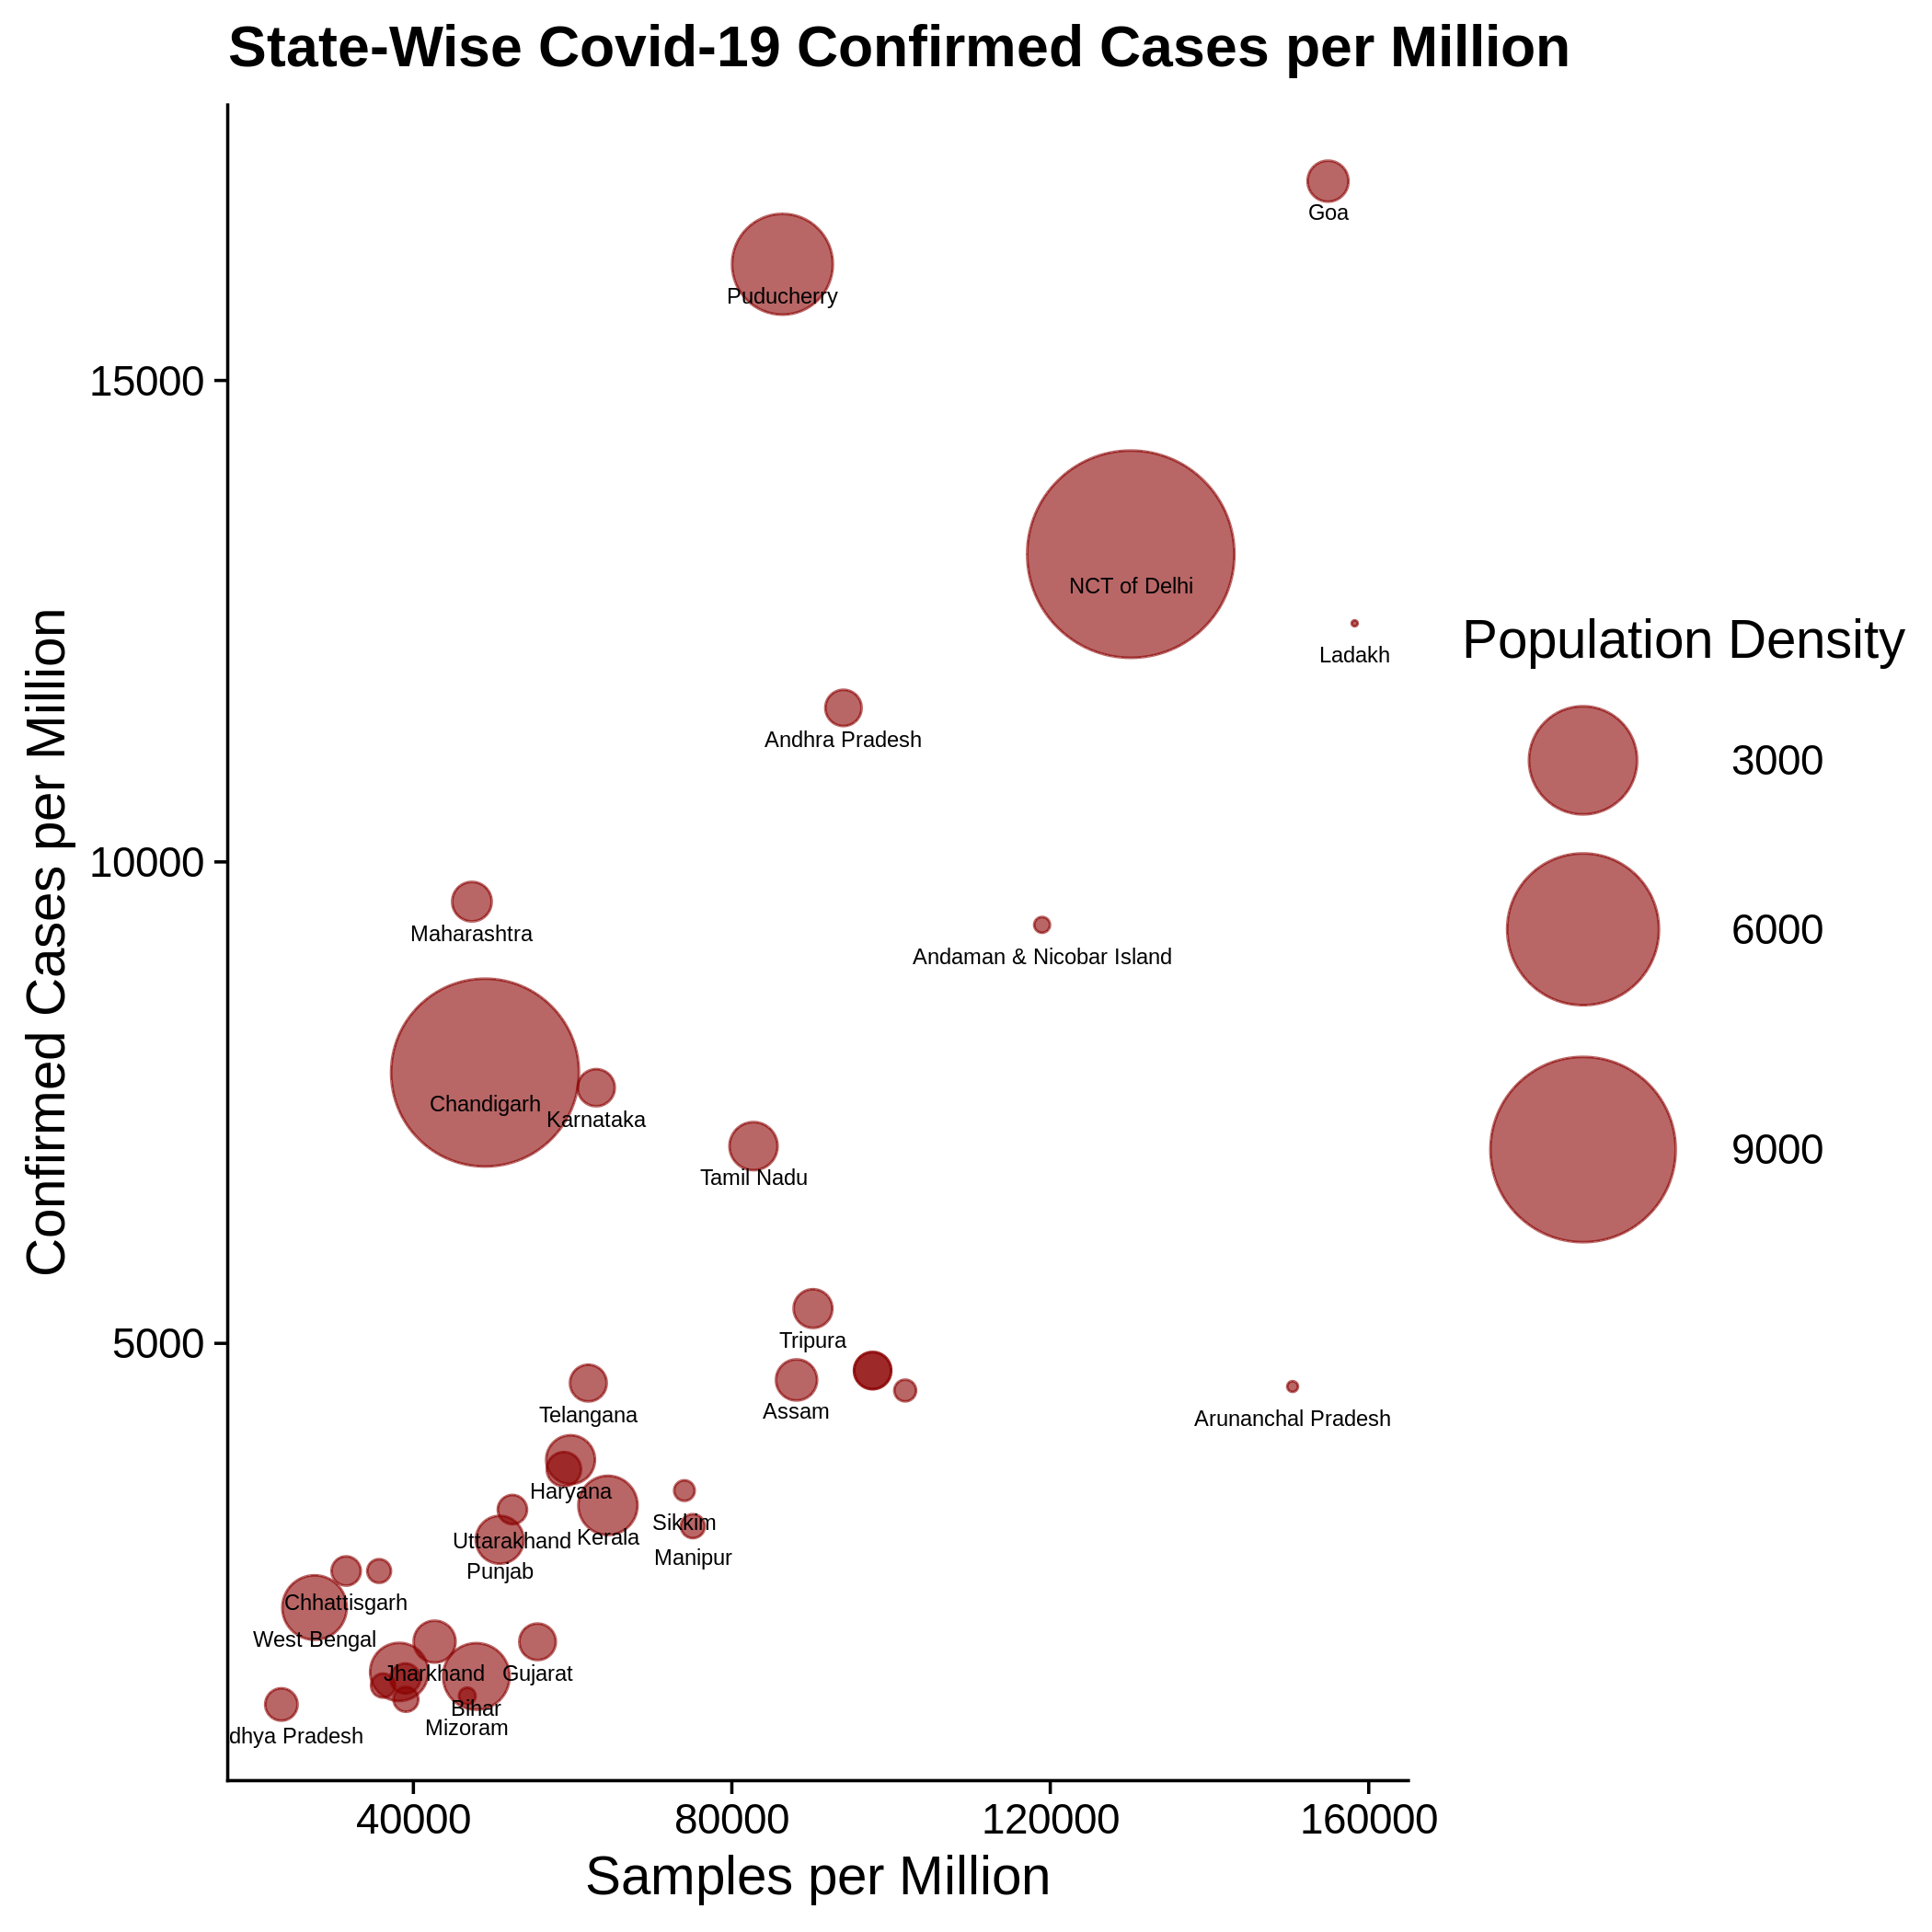 State-Wise Covid-19 Confirmed Cases per Million
Confirmed Cases per Million
15000
10000
5000
Goa
Puducherry
NCT of Delhi
Ladakh
Andhra Pradesh
Maharashtra
Andaman & Nicobar Island
Chandigarh
Karnataka
Tamil Nadu
Tripura
Assam
Telangana
Arunanchal Pradesh
Haryana
Sikkim
Uttarakhand
Kerala
Manipur
Punjab
Chhattisgarh
West Bengal
Jharkhand
Gujarat
Bihar
Mizoram
dhya Pradesh
40000
80000
120000
160000
Samples per Million
Population Density
3000
6000
9000